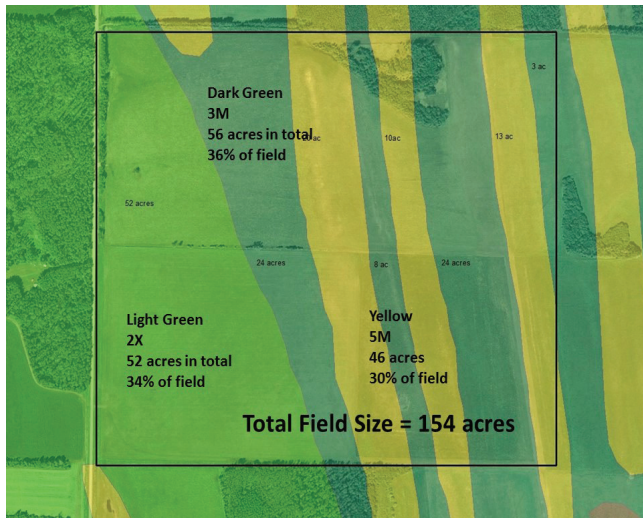 3 ac
Dark Green
3M
56 acres in total
36% of field
ac
10ac
13 ac
52 acres
24 acres
8 ac
24 acres
Light Green
2X
52 acres in total
34% of field
Yellow
5M
46 acres
30% of field
Total Field Size = 154 acres